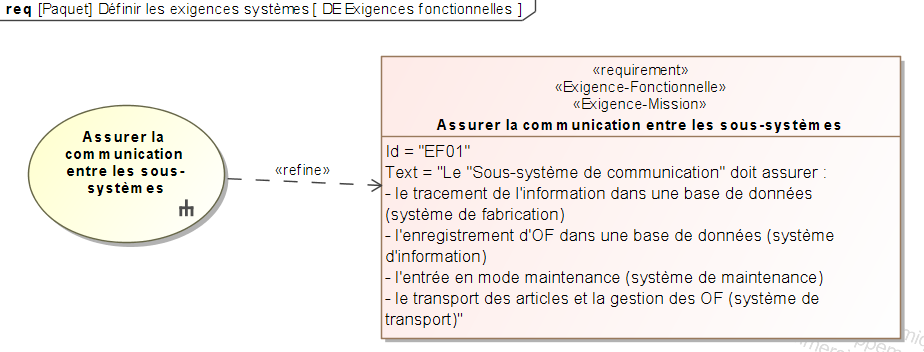 req [Paquet] Définir les exigences systèmes [ DE Exigences fonctionnelles ]
Assurer la
communication
entre les sous-
systèmes
«refine»
«requirement»
«Exigence-Fonctionnelle»
«Exigence-Mission»
Assurer la communication entre les sous-systèmes
Id = "EF01"
Text = "Le "Sous-système de communication" doit assurer :
- le tracement de l'information dans une base de données
(système de fabrication)
- l'enregistrement d'OF dans une base de données (système
d'information)
- l'entrée en mode maintenance (système de maintenance)
- le transport des articles et la gestion des OF (système de
transport)"